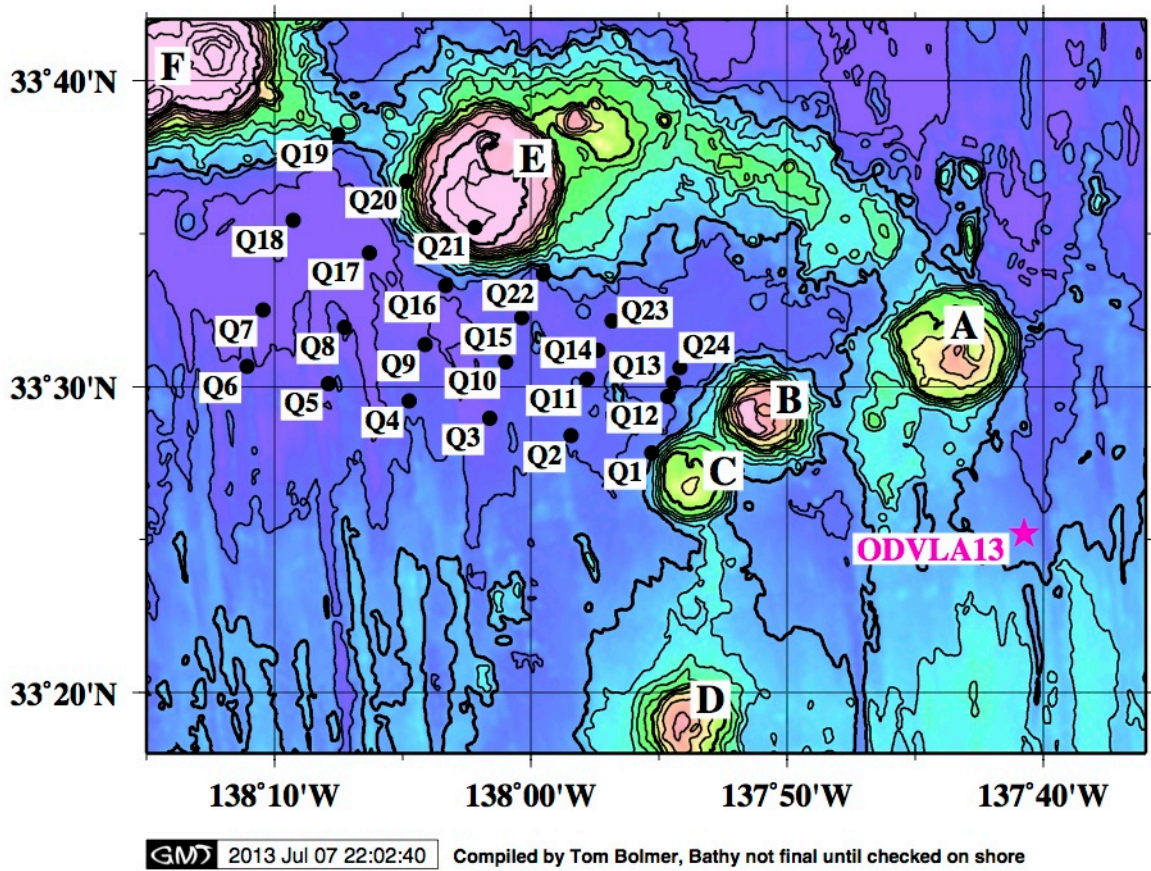 F
33°40'N
Q19
E
Q20
Q18
Q21
Q17
Q16
Q22
Q23
A
Q7
Q15
Q8
Q14
Q24
Q9
Q13
Q10
33°30'N
Q6
B
Q5
Q11
Q12
Q4
Q3
Q2
Q1
C
ODVLA13
33°20'N
D
138°10'W 138°00'W 137°50'W 137°40'W
GMT 2013 Jul 07 22:02:40 Compiled by Tom Bolmer, Bathy not final until checked on shore